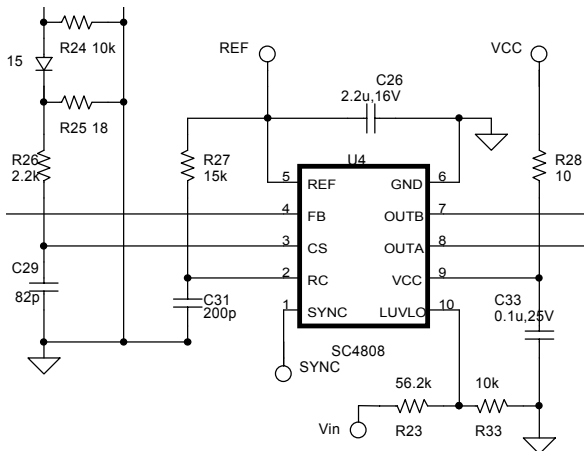 R24 10k
REF
VCC
15
C26
2.2u,16V
R25 18
U4
R26
2.2k
R27
15k
R28
10
5
REF
GND
6
4
FB
OUTB
7
3
CS
OUTA
8
2
RC
VCC
9
1
SYNC
LUVLO
10
C29
82p
C31
200p
C33
0.1u,25V
SC4808
SYNC
56.2k
10k
Vin
R23
R33